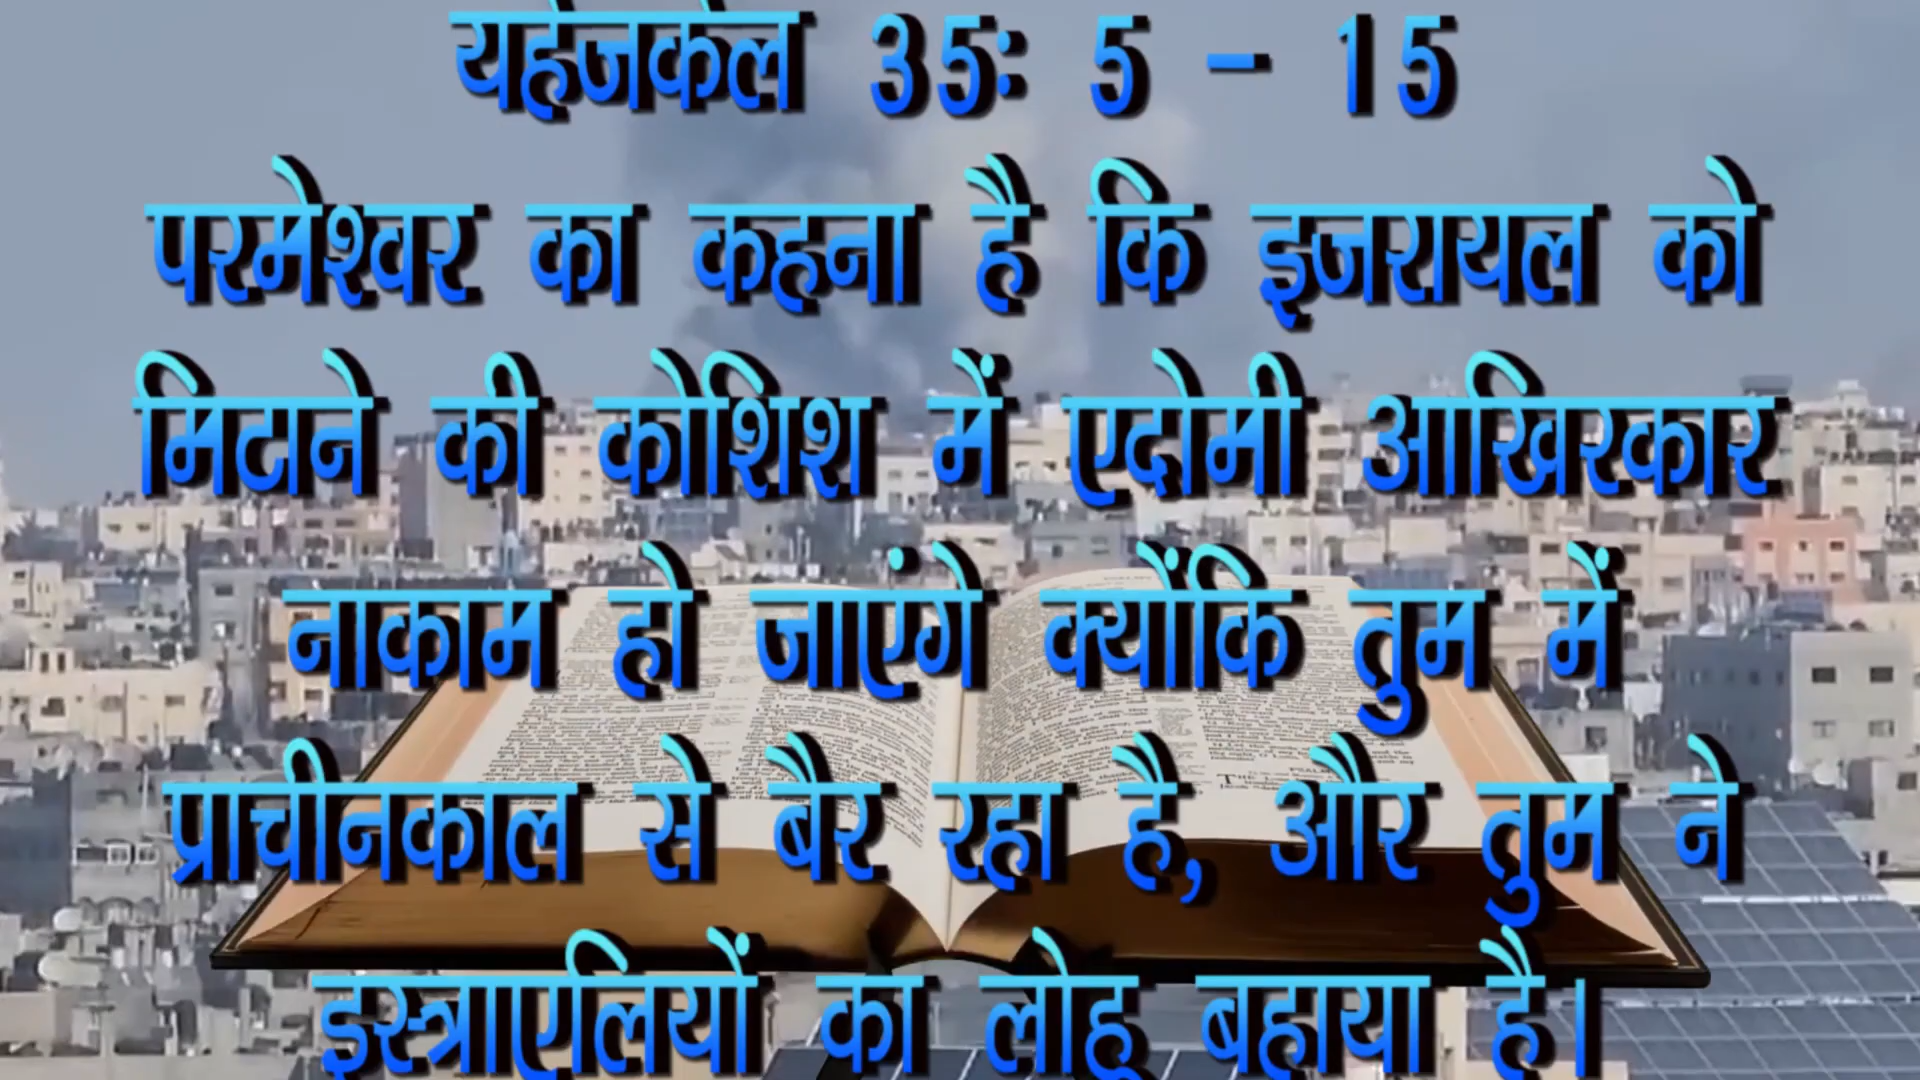 यहेजकेल 35: 5 - 15
परमेश्वर का कहना है कि इजरायल को
मिटाने की कोशिश में एदोमी आखिरकार
नाकाम हो जाएंगे क्योंकि तुम में
प्राचीनकाल से बैर रहा है, और तुम ने
इस्त्राएलियों का लोहू बहाया है।